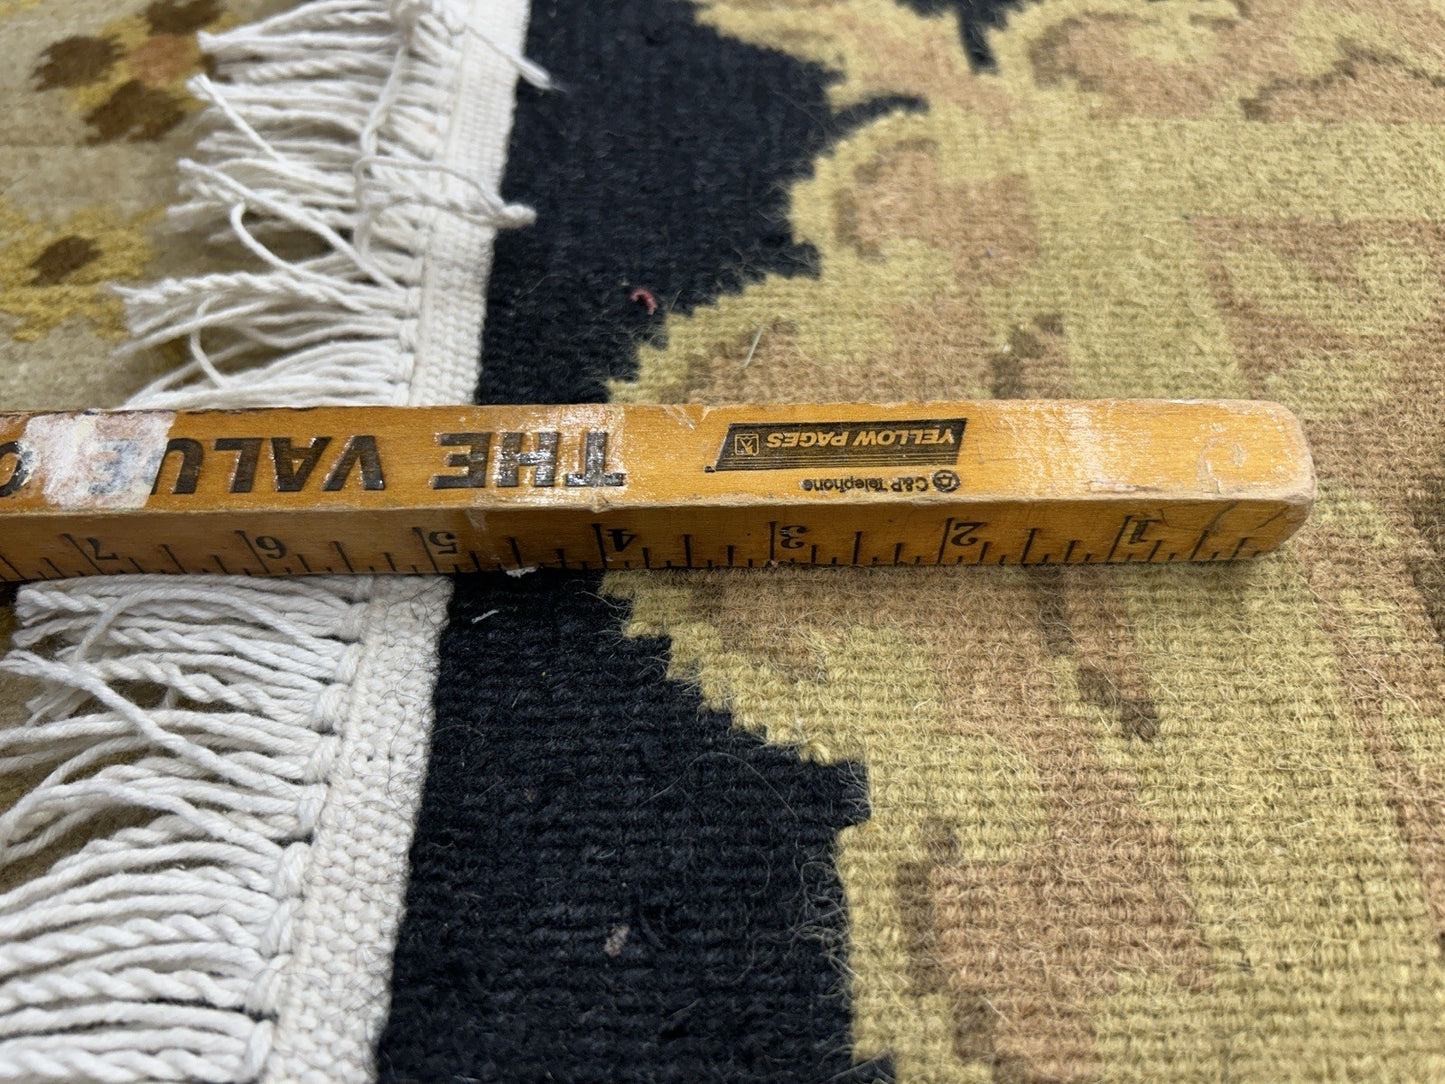 1 2 3 4 5 6 7
C&P Telephone
YELLOW PAGES
THE VALUE